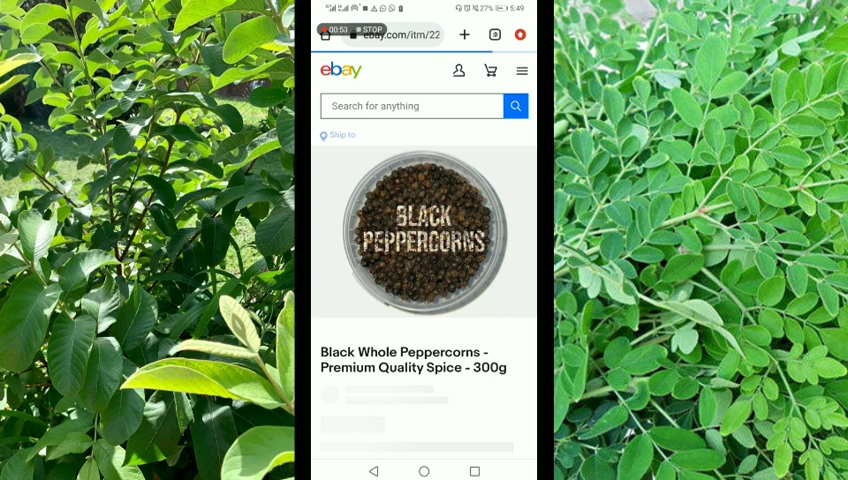 27% 5:49
00:53 STOP
ebay.com/itm/22
ebay
Search for anything
Ship to
BLACK
PEPPERCORNS
Black Whole Peppercorns -
Premium Quality Spice - 300g